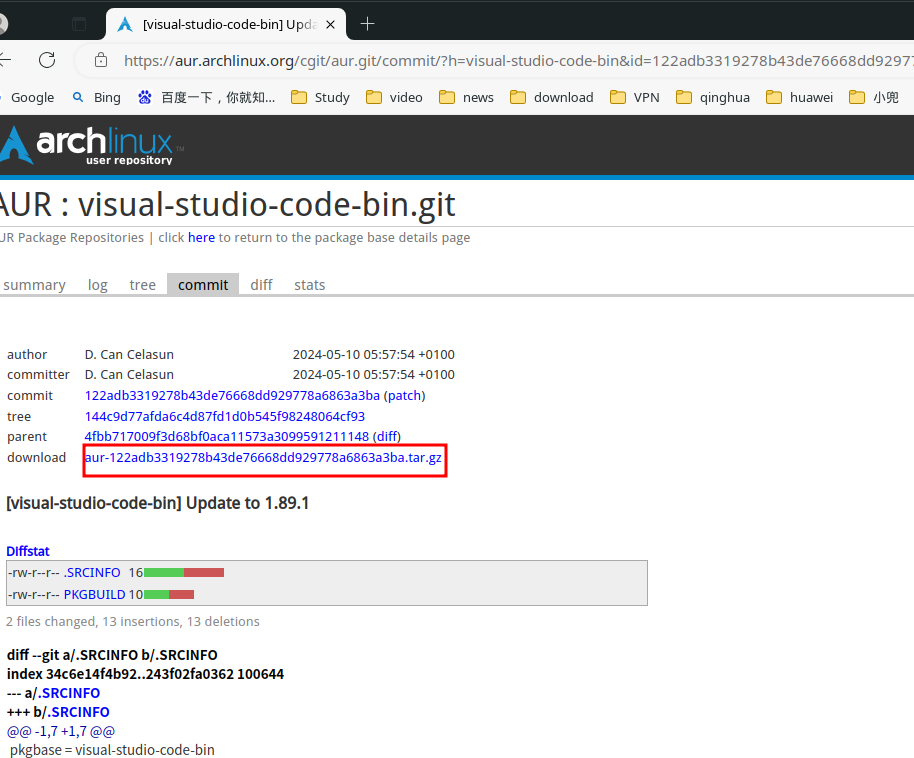 [visual-studio-code-bin] Upda
https://aur.archlinux.org/cgit/aur.git/commit/?h=visual-studio-code-bin&id=122adb3319278b43de76668dd92977
Google Bing 百度一下，你就知... Study video news download VPN qinghua huawei 小兜
archlinux TM
user repository
AUR : visual-studio-code-bin.git
UR Package Repositories | click here to return to the package base details page
summary log tree commit diff stats
author D. Can Celasun 2024-05-10 05:57:54 +0100
committer D. Can Celasun 2024-05-10 05:57:54 +0100
commit 122adb3319278b43de76668dd929778a6863a3ba (patch)
tree 144c9d77afda6c4d87fd1d0b545f98248064cf93
parent 4fbb717009f3d68bf0aca11573a3099591211148 (diff)
download aur-122adb3319278b43de76668dd929778a6863a3ba.tar.gz
[visual-studio-code-bin] Update to 1.89.1
Diffstat
-rw-r--r-- .SRCINFO 16
-rw-r--r-- PKGBUILD 10
2 files changed, 13 insertions, 13 deletions
diff --git a/.SRCINFO b/.SRCINFO
index 34c6e14f4b92..243f02fa0362 100644
--- a/.SRCINFO
+++ b/.SRCINFO
@@ -1,7 +1,7 @@
pkgbase = visual-studio-code-bin